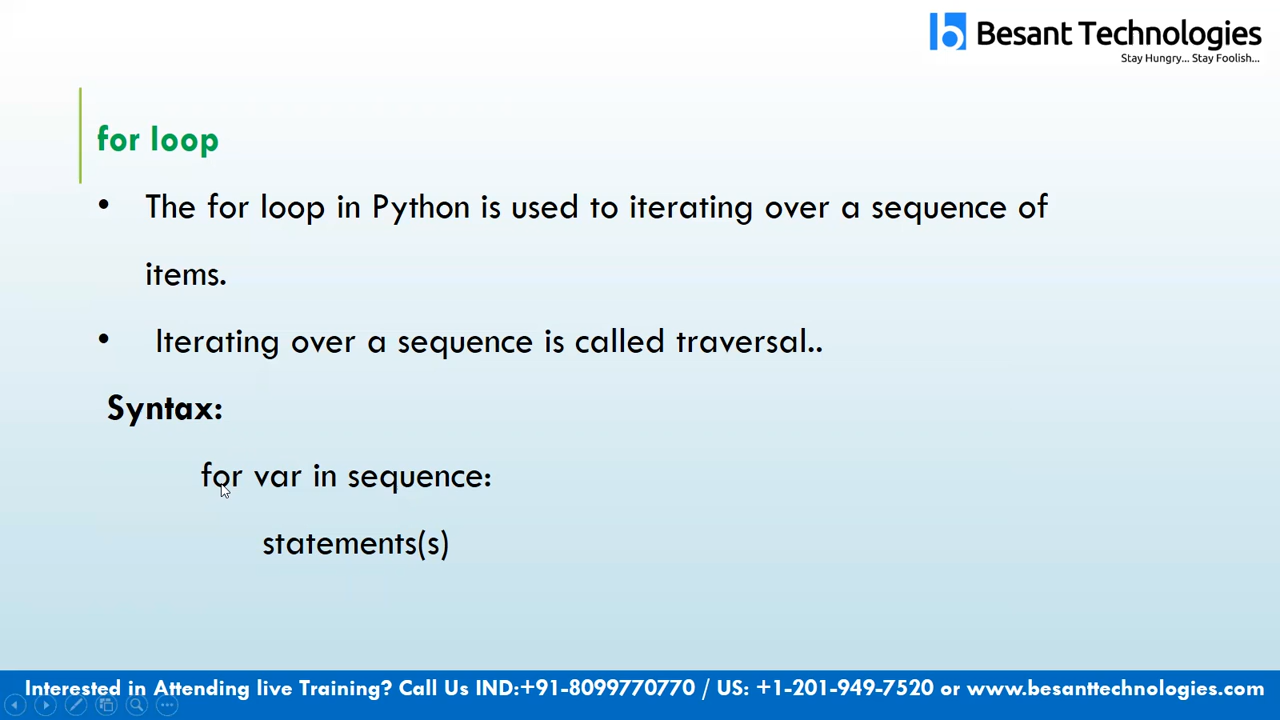 Besant Technologies
Stay Hungry... Stay Foolish...
for loop
• The for loop in Python is used to iterating over a sequence of
items.
• Iterating over a sequence is called traversal..
Syntax:
for var in sequence:
statements(s)
Interested in Attending live Training? Call Us IND:+91-8099770770 / US: +1-201-949-7520 or www.besanttechnologies.com